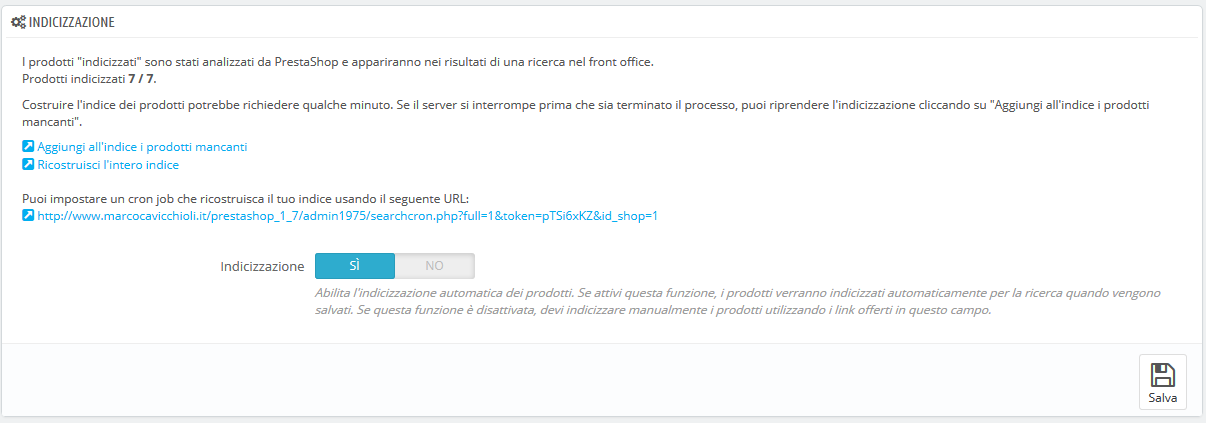 INDICIZZAZIONE
I prodotti "indicizzati" sono stati analizzati da PrestaShop e appariranno nei risultati di una ricerca nel front office.
Prodotti indicizzati 7 / 7.
Costruire l'indice dei prodotti potrebbe richiedere qualche minuto. Se il server si interrompe prima che sia terminato il processo, puoi riprendere l'indicizzazione cliccando su "Aggiungi all'indice i prodotti
mancanti".
Aggiungi all'indice i prodotti mancanti
Ricostruisci l'intero indice
Puoi impostare un cron job che ricostruisca il tuo indice usando il seguente URL:
http://www.marcocavicchioli.it/prestashop_1_7/admin1975/searchcron.php?full=1&token=pTSi6xKZ&id_shop=1
Indicizzazione SÌ NO
Abilita l'indicizzazione automatica dei prodotti. Se attivi questa funzione, i prodotti verranno indicizzati automaticamente per la ricerca quando vengono
salvati. Se questa funzione è disattivata, devi indicizzare manualmente i prodotti utilizzando i link offerti in questo campo.
Salva